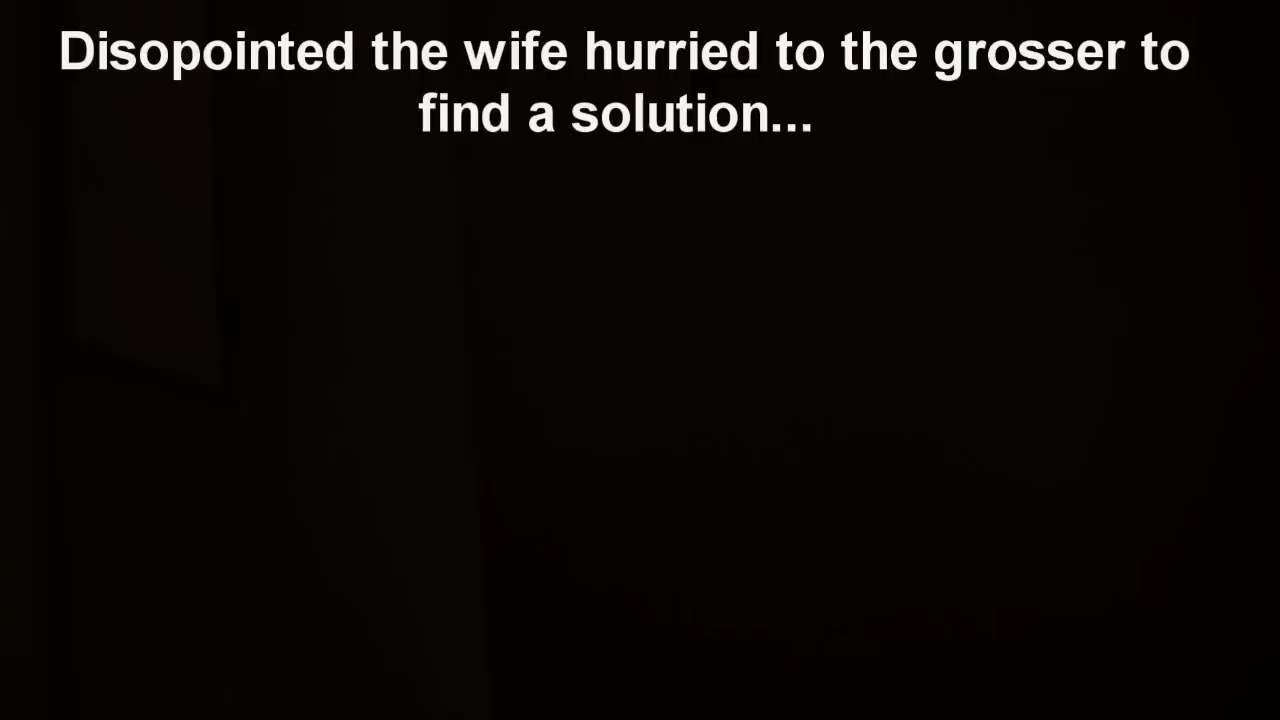 Disopointed the wife hurried to the grosser to
find a solution...